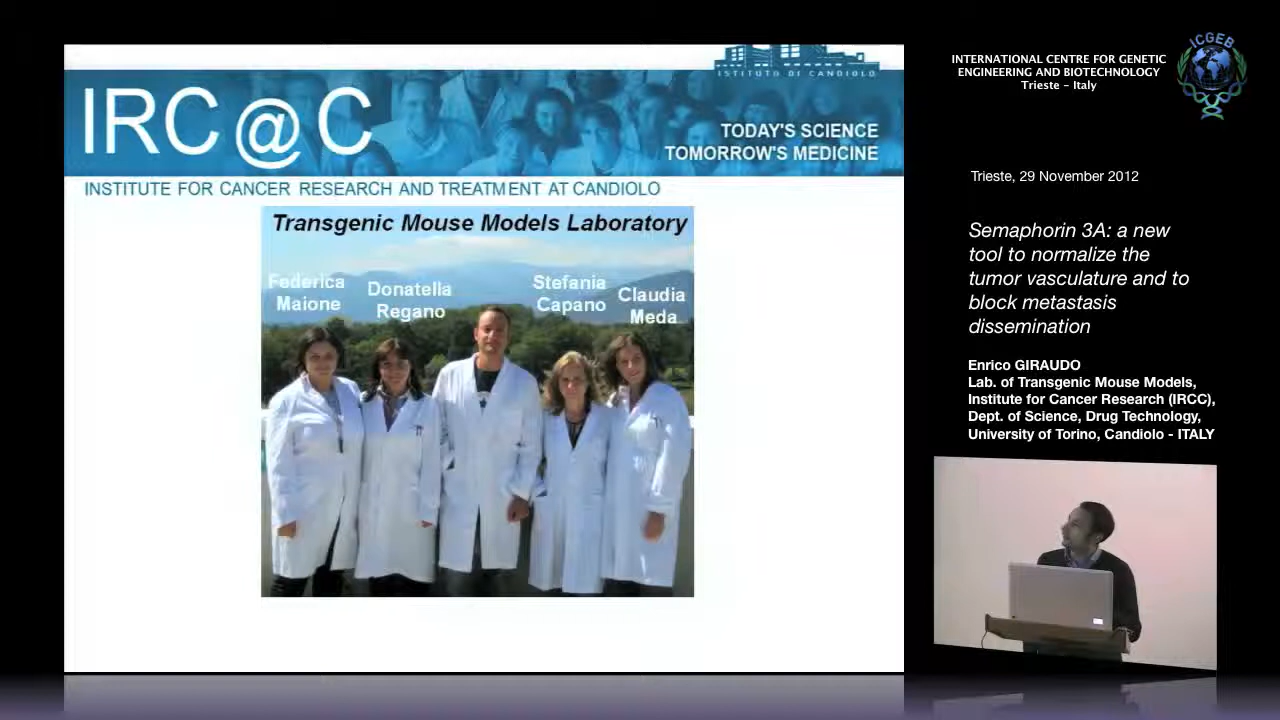 ISTITUTO DI CANDIOLO
IRC@C
TODAY'S SCIENCE
TOMORROW'S MEDICINE
INSTITUTE FOR CANCER RESEARCH AND TREATMENT AT CANDIOLO
Transgenic Mouse Models Laboratory
Federica
Maione
Donatella
Regano
Stefania
Capano
Claudia
Meda
INTERNATIONAL CENTRE FOR GENETIC
ENGINEERING AND BIOTECHNOLOGY
Trieste - Italy
ICGEB
Trieste, 29 November 2012
Semaphorin 3A: a new
tool to normalize the
tumor vasculature and to
block metastasis
dissemination
Enrico GIRAUDO
Lab. of Transgenic Mouse Models,
Institute for Cancer Research (IRCC),
Dept. of Science, Drug Technology,
University of Torino, Candiolo - ITALY